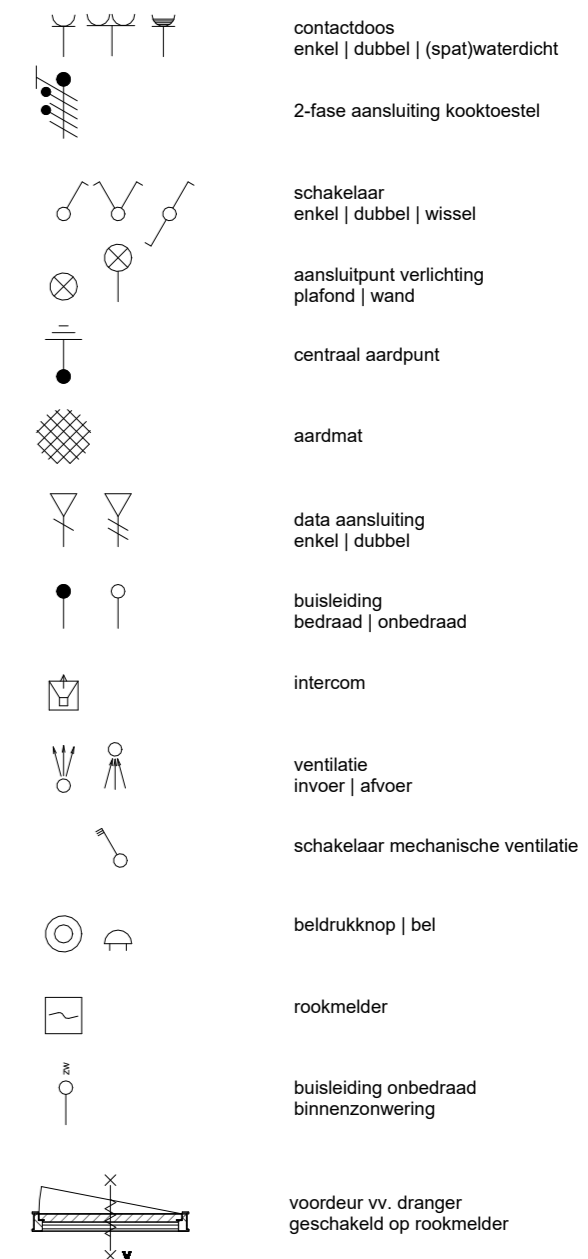 contactdoos
enkel | dubbel | (spat)waterdicht
2-fase aansluiting kooktoestel
schakelaar
enkel | dubbel | wissel
aansluitpunt verlichting
plafond | wand
centraal aardpunt
aardmat
data aansluiting
enkel | dubbel
buisleiding
bedraad | onbedraad
intercom
ventilatie
invoer | afvoer
schakelaar mechanische ventilatie
beldrukknop | bel
rookmelder
zw
buisleiding onbedraad
binnenzonwering
voordeur vv. dranger
geschakeld op rookmelder